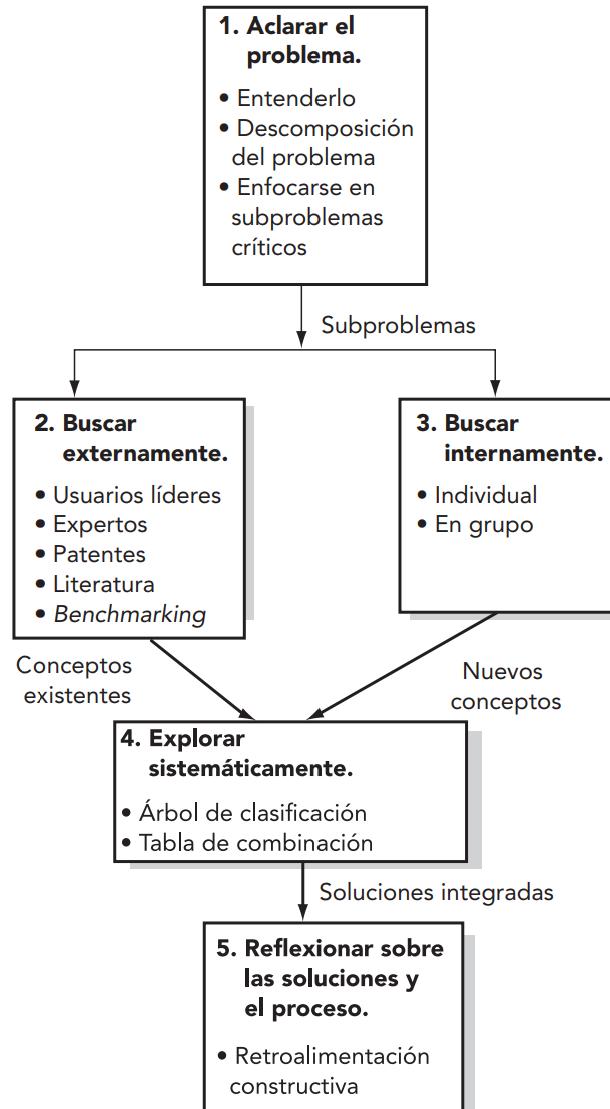 1. Aclarar el
problema.
• Entenderlo
• Descomposición
del problema
• Enfocarse en
subproblemas
críticos
Subproblemas
2. Buscar
externamente.
• Usuarios líderes
• Expertos
• Patentes
• Literatura
• Benchmarking
3. Buscar
internamente.
• Individual
• En grupo
Conceptos
existentes
Nuevos
conceptos
4. Explorar
sistemáticamente.
• Árbol de clasificación
• Tabla de combinación
Soluciones integradas
5. Reflexionar sobre
las soluciones y
el proceso.
• Retroalimentación
constructiva